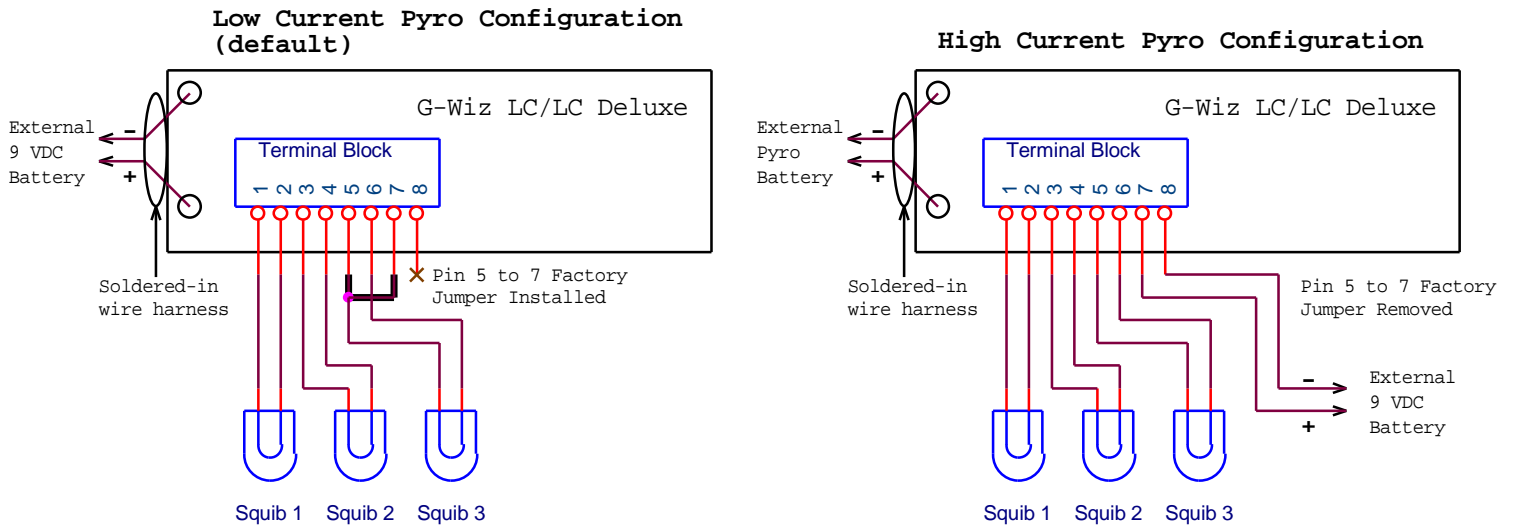 Low Current Pyro Configuration
(default)
G-Wiz LC/LC Deluxe
External
9 VDC
Battery
-
+
Terminal Block
1 2 3 4 5 6 7 8
Soldered-in
wire harness
Pin 5 to 7 Factory
Jumper Installed
Squib 1 Squib 2 Squib 3
High Current Pyro Configuration
G-Wiz LC/LC Deluxe
External
Pyro
Battery
-
+
Terminal Block
1 2 3 4 5 6 7 8
Soldered-in
wire harness
Pin 5 to 7 Factory
Jumper Removed
-
+
External
9 VDC
Battery
Squib 1 Squib 2 Squib 3